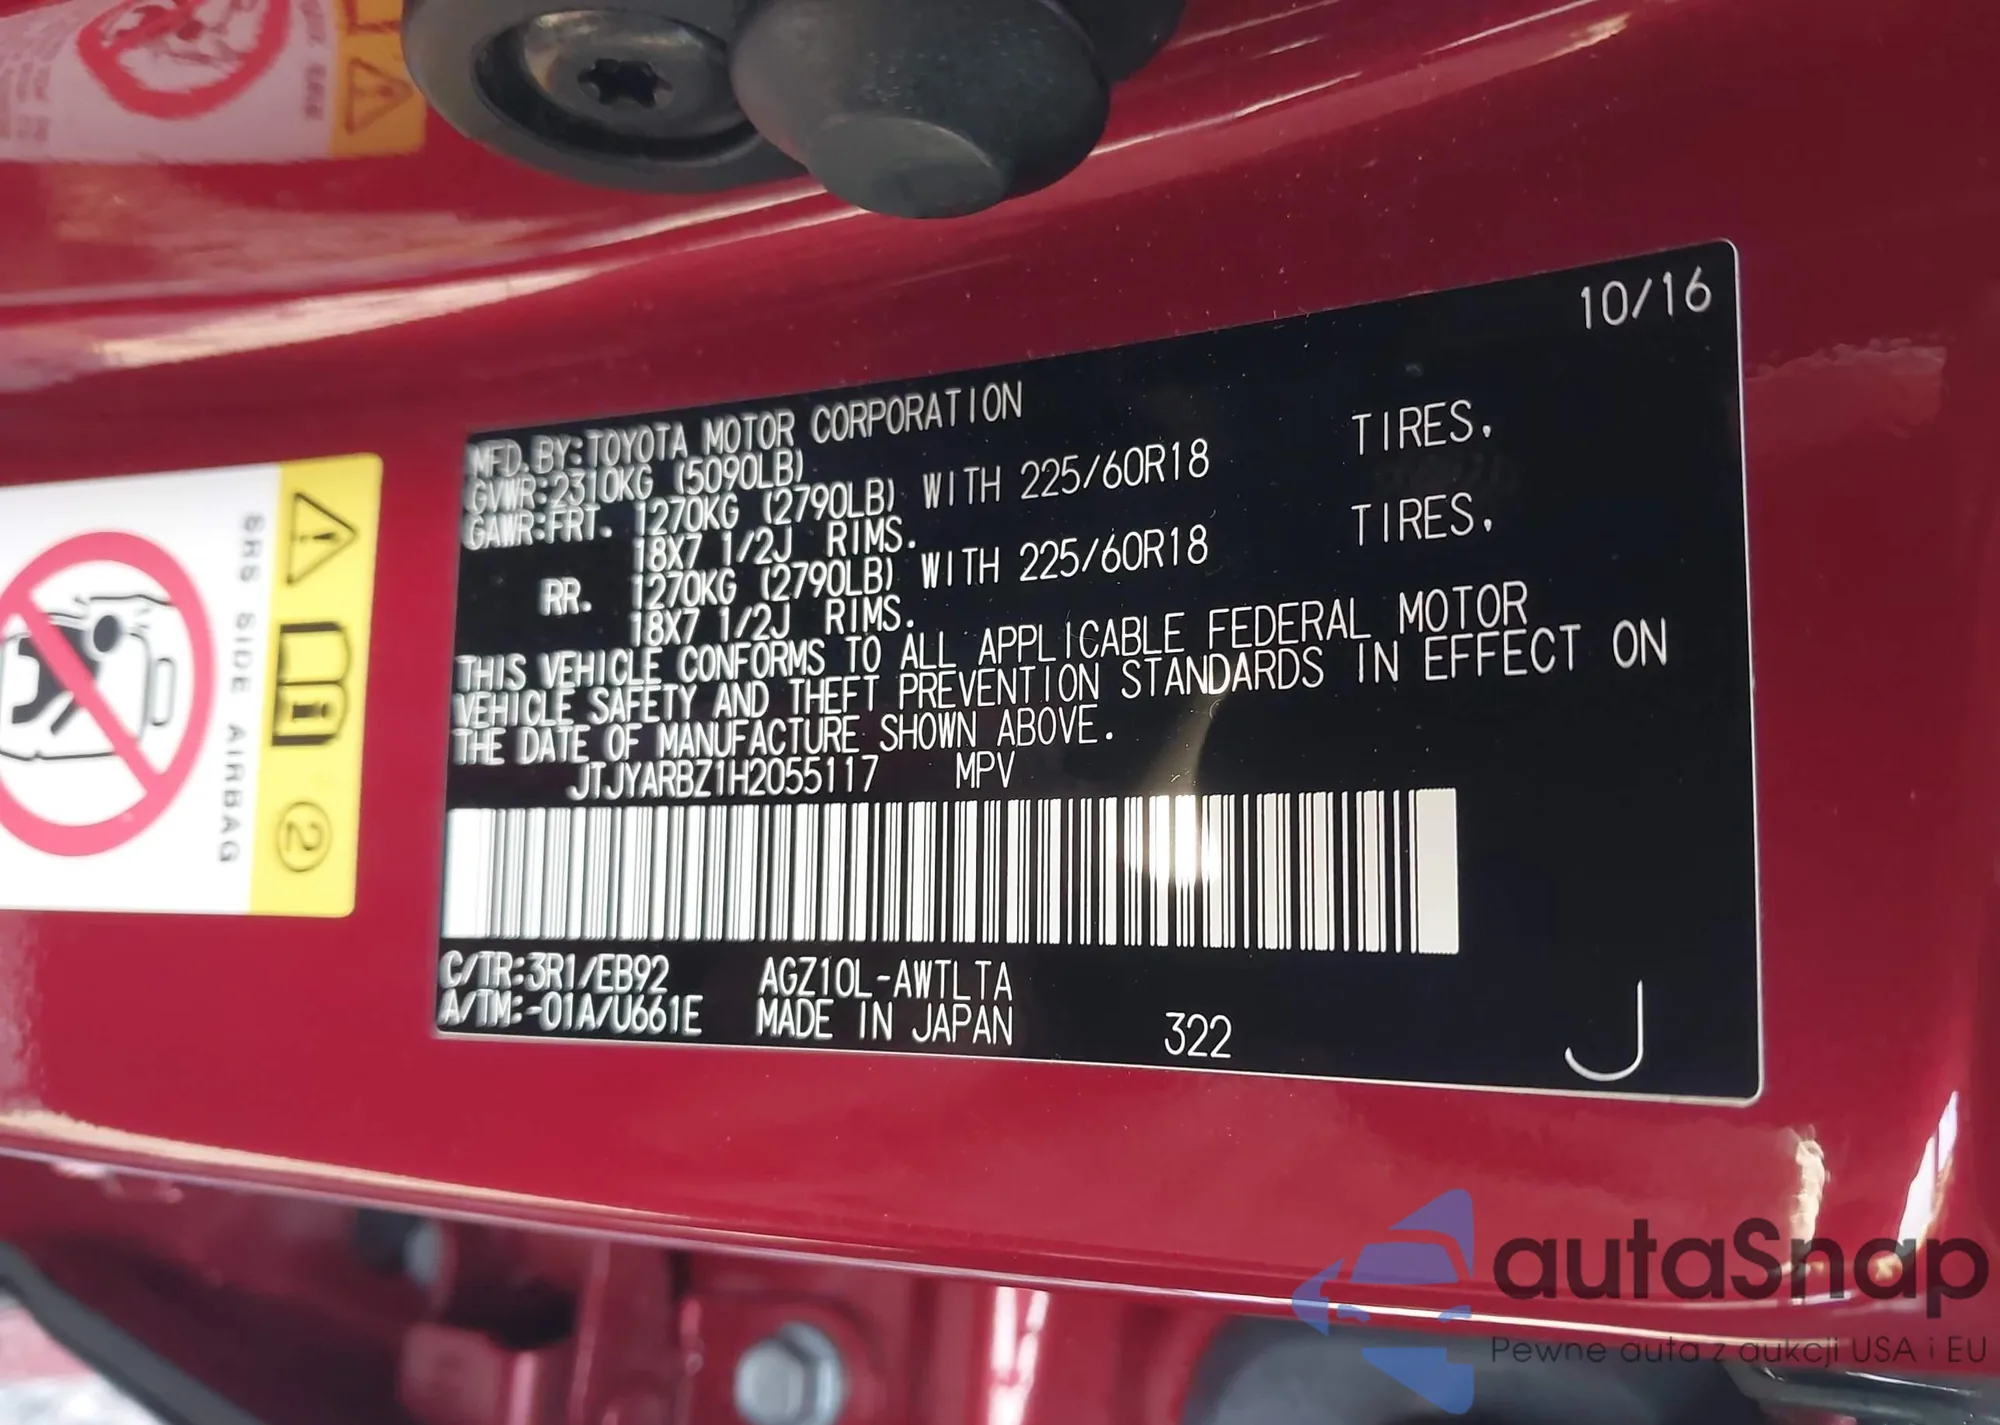 10/16
MFD.BY:TOYOTA MOTOR CORPORATION
GVWR:2310KG (5090LB)
GAWR:FRT. 1270KG (2790LB) WITH 225/60R18 TIRES.
18X7 1/2J RIMS.
RR. 1270KG (2790LB) WITH 225/60R18 TIRES.
18X7 1/2J RIMS.
THIS VEHICLE CONFORMS TO ALL APPLICABLE FEDERAL MOTOR
VEHICLE SAFETY AND THEFT PREVENTION STANDARDS IN EFFECT ON
THE DATE OF MANUFACTURE SHOWN ABOVE.
JTJYARBZ1H2055117 MPV
C/TR:3R1/EB92 AGZ10L-AWTLTA
A/TM:-01A/U661E MADE IN JAPAN 322 J
SRS SIDE AIRBAG
2
autaSnap
Pewne auta z aukcji USA i EU